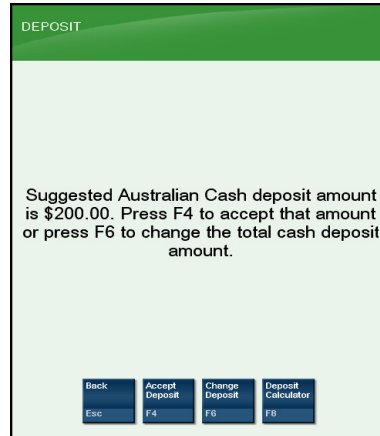 DEPOSIT
Suggested Australian Cash deposit amount
is $200.00. Press F4 to accept that amount
or press F6 to change the total cash deposit
amount.
Back Accept Deposit Change Deposit Deposit Calculator
Esc F4 F6 F8